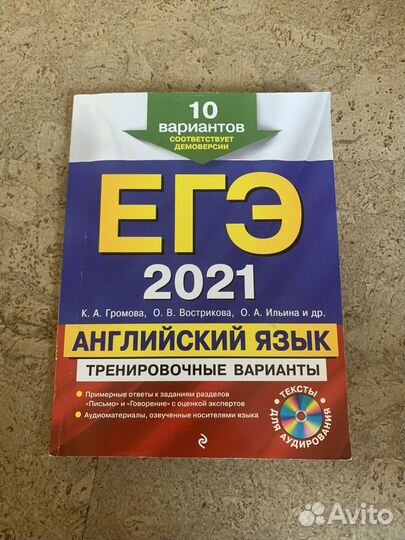 10
вариантов
СООТВЕТСТВУЕТ
ДЕМОВЕРСИИ
ЕГЭ
2021
К. А. Громова, О. В. Вострикова, О. А. Ильина и др.
АНГЛИЙСКИЙ ЯЗЫК
ТРЕНИРОВОЧНЫЕ ВАРИАНТЫ
• Примерные ответы к заданиям разделов
«Письмо» и «Говорение» с оценкой экспертов
• Аудиоматериалы, озвученные носителями языка
ТЕКСТЫ
ДЛЯ АУДИРОВАНИЯ
Avito